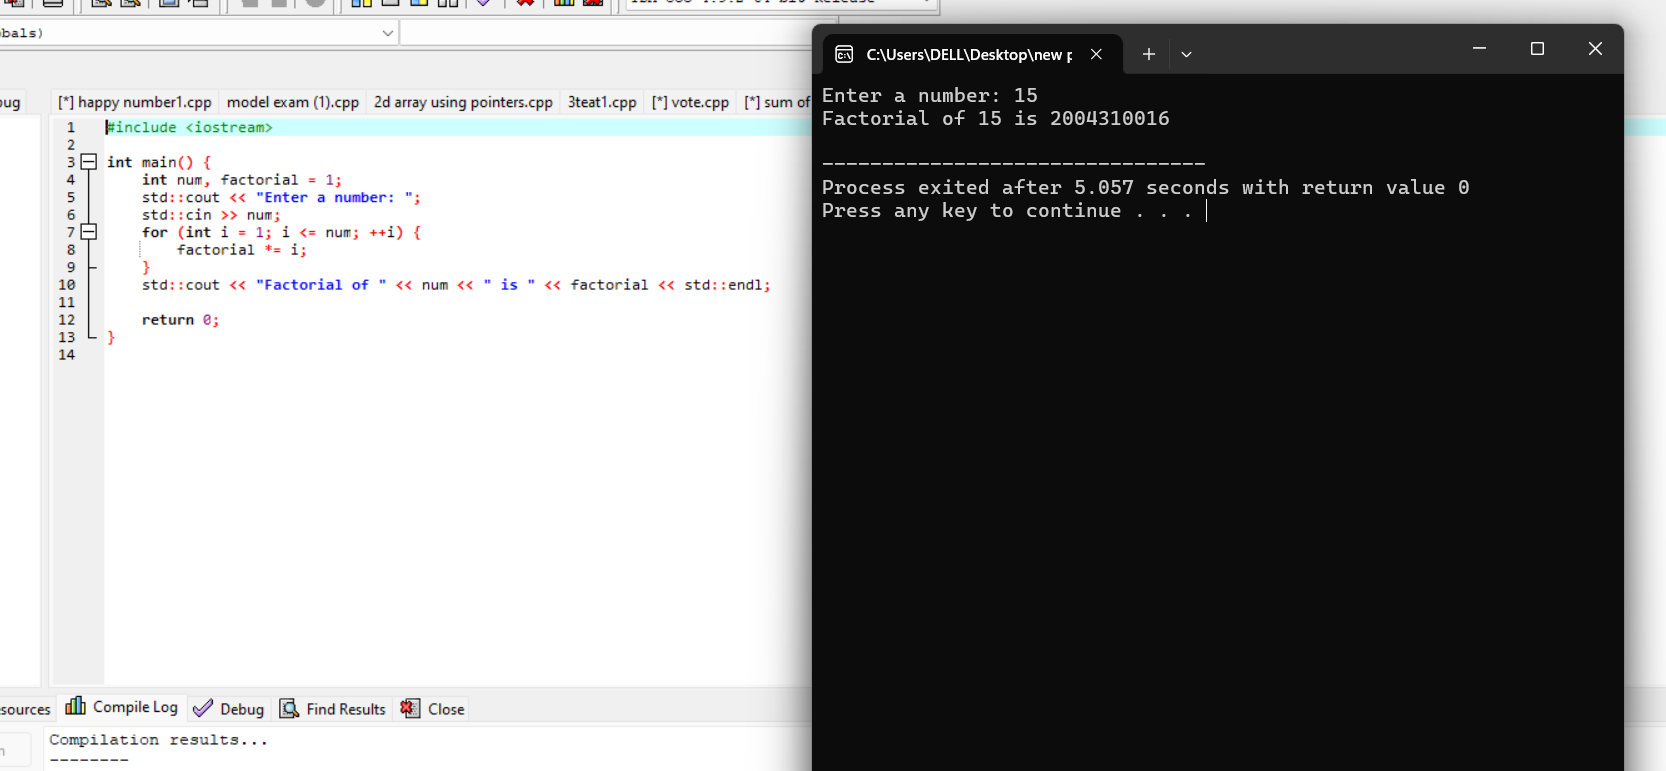 bals)
ug
[*] happy number1.cpp model exam (1).cpp 2d array using pointers.cpp 3teat1.cpp [*] vote.cpp [*] sum of
1 #include <iostream>
2
3 int main() {
4 int num, factorial = 1;
5 std::cout << "Enter a number: ";
6 std::cin >> num;
7 for (int i = 1; i <= num; ++i) {
8 factorial *= i;
9 }
10 std::cout << "Factorial of " << num << " is " << factorial << std::endl;
11
12 return 0;
13 }
14
sources Compile Log Debug Find Results Close
Compilation results...
--------
C:\Users\DELL\Desktop\new p
Enter a number: 15
Factorial of 15 is 2004310016
--------------------------------
Process exited after 5.057 seconds with return value 0
Press any key to continue . . .